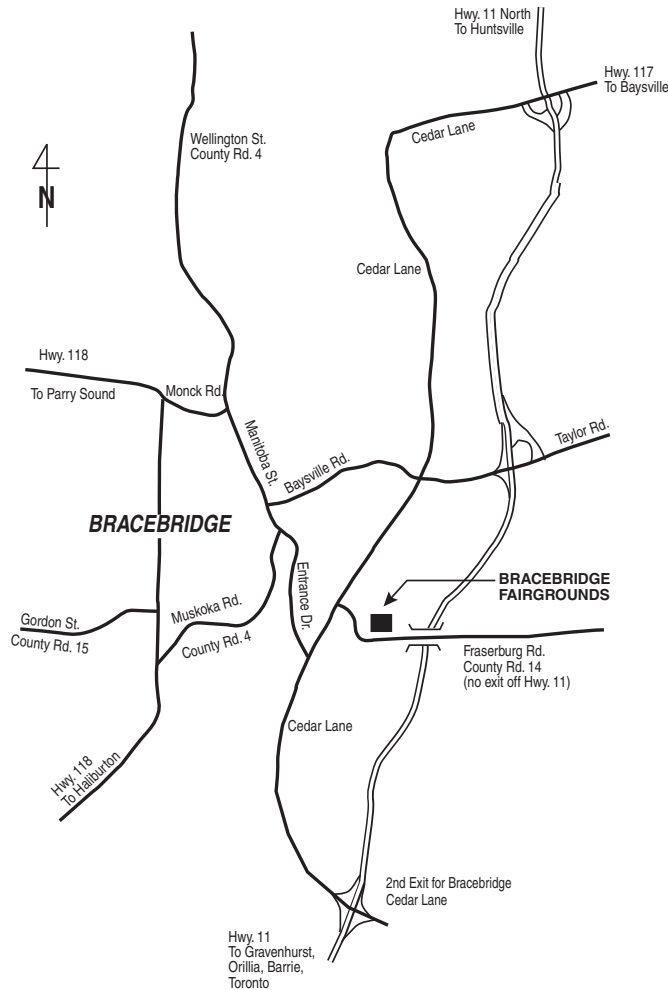 Hwy. 11 North
To Huntsville
Hwy. 117
To Baysville
Cedar Lane
Wellington St.
County Rd. 4
N
Cedar Lane
Hwy. 118
To Parry Sound
Monck Rd.
Manitoba St.
Taylor Rd.
Baysville Rd.
BRACEBRIDGE
Entrance Dr.
BRACEBRIDGE
FAIRGROUNDS
Gordon St.
County Rd. 15
Muskoka Rd.
County Rd. 4
Fraserburg Rd.
County Rd. 14
(no exit off Hwy. 11)
Cedar Lane
Hwy. 118
To Haliburton
2nd Exit for Bracebridge
Cedar Lane
Hwy. 11
To Gravenhurst,
Orillia, Barrie,
Toronto